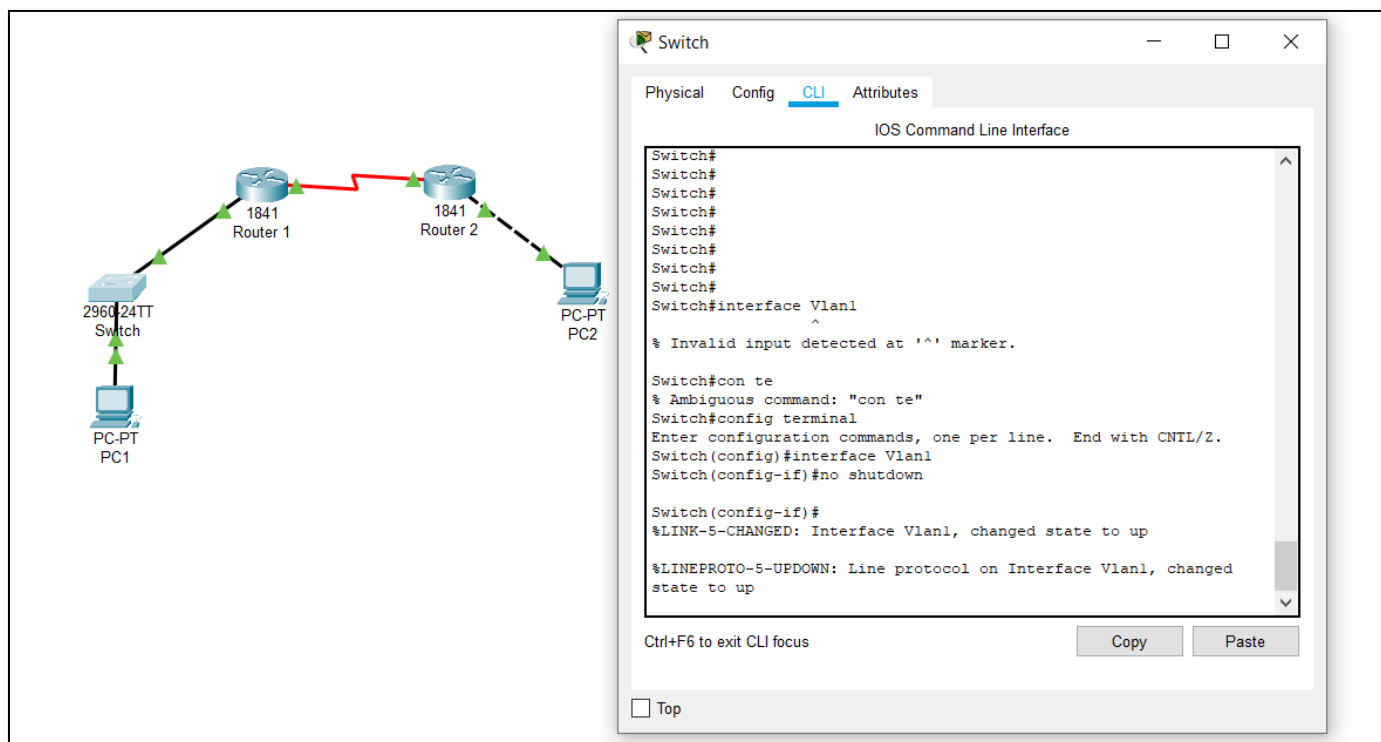 1841
Router 1
1841
Router 2
2960-24TT
Switch
PC-PT
PC2
PC-PT
PC1
Switch
Physical Config CLI Attributes
IOS Command Line Interface
Switch#
Switch#
Switch#
Switch#
Switch#
Switch#
Switch#
Switch#
Switch#interface Vlan1
^
% Invalid input detected at '^' marker.
Switch#con te
% Ambiguous command: "con te"
Switch#config terminal
Enter configuration commands, one per line. End with CNTL/Z.
Switch(config)#interface Vlan1
Switch(config-if)#no shutdown
Switch(config-if)#
%LINK-5-CHANGED: Interface Vlan1, changed state to up
%LINEPROTO-5-UPDOWN: Line protocol on Interface Vlan1, changed
state to up
Ctrl+F6 to exit CLI focus
Copy
Paste
Top